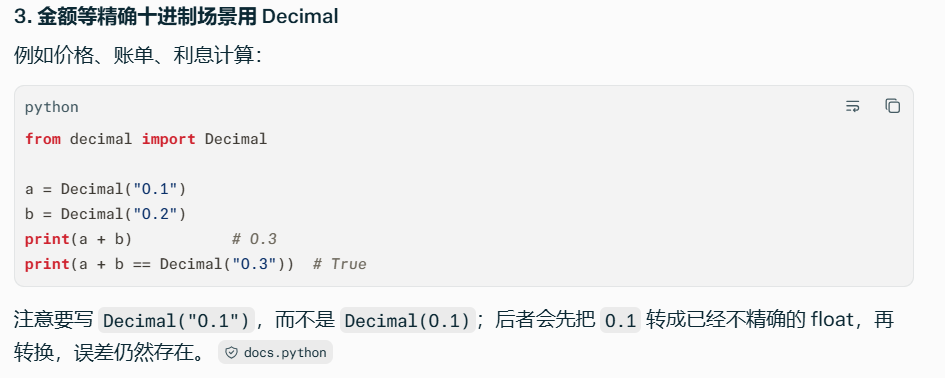 3. 金额等精确十进制场景用 Decimal
例如价格、账单、利息计算：
python
from decimal import Decimal
a = Decimal("0.1")
b = Decimal("0.2")
print(a + b)           # 0.3
print(a + b == Decimal("0.3"))  # True
注意要写 Decimal("0.1")，而不是 Decimal(0.1)；后者会先把 0.1 转成已经不精确的 float，再
转换，误差仍然存在。 docs.python